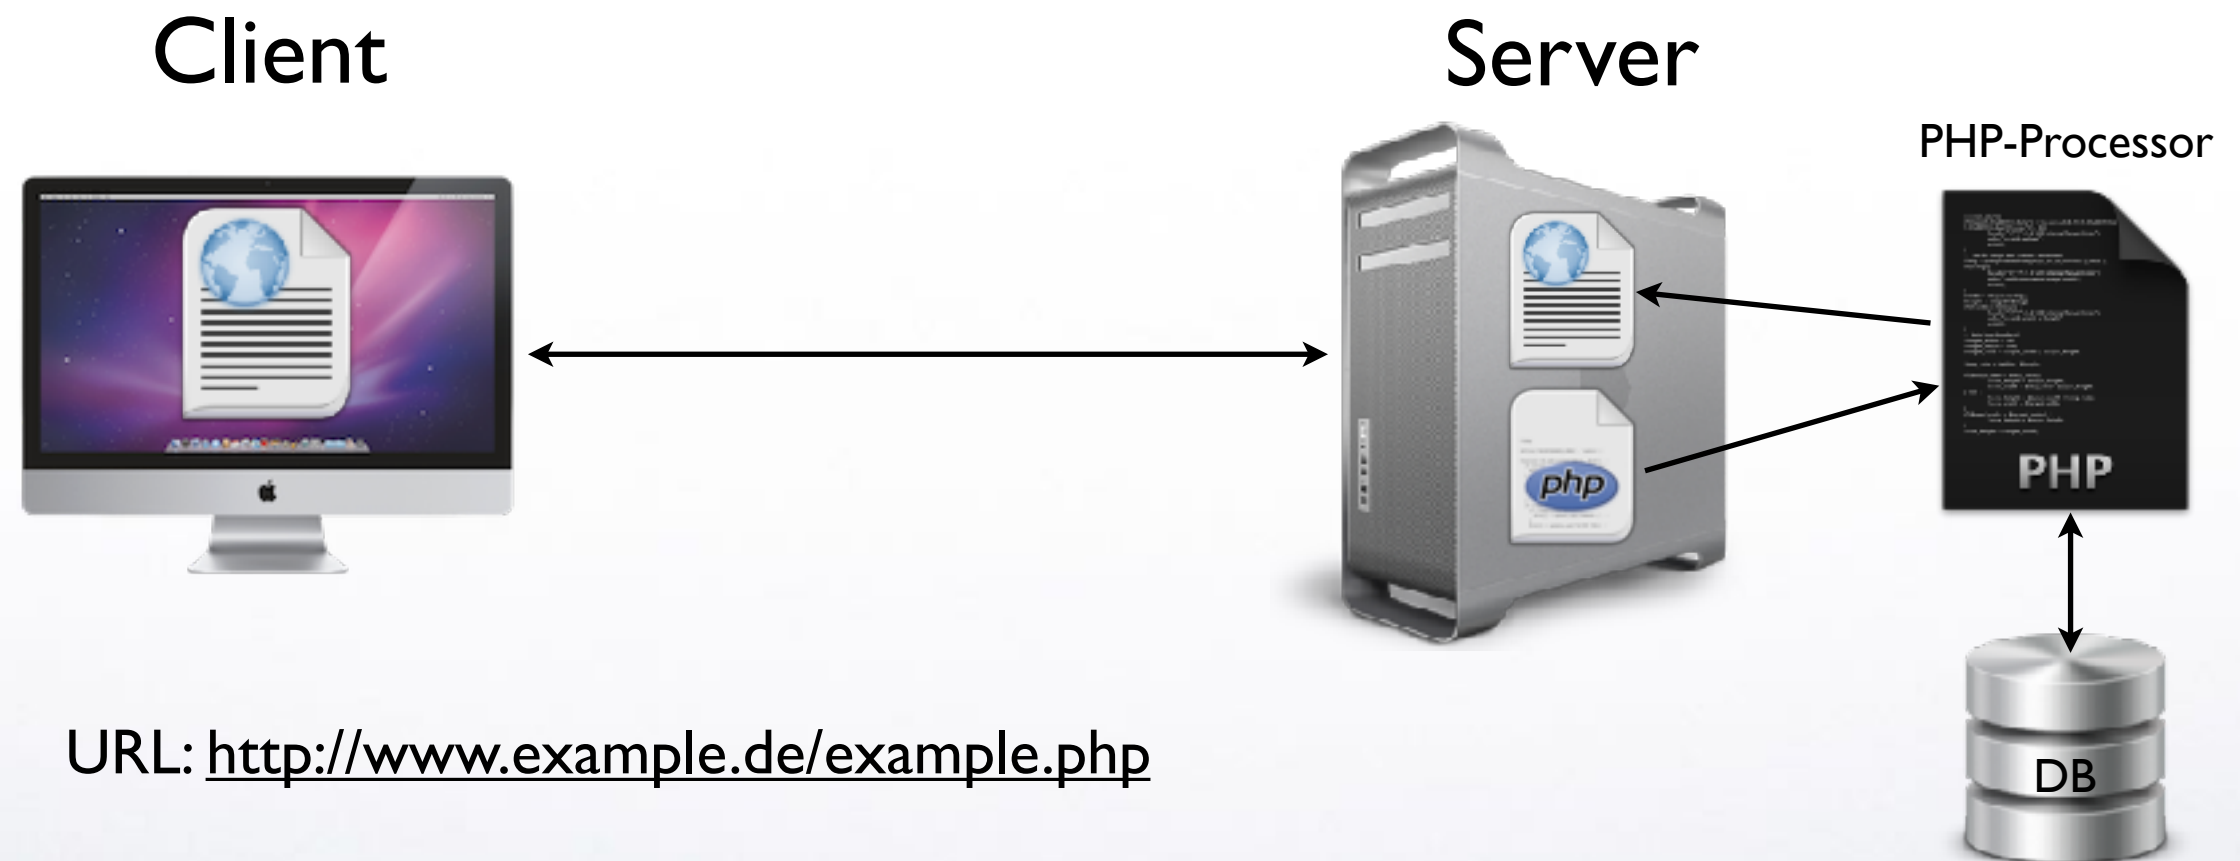 Client
Server
PHP-Processor
php
PHP
DB
URL: http://www.example.de/example.php